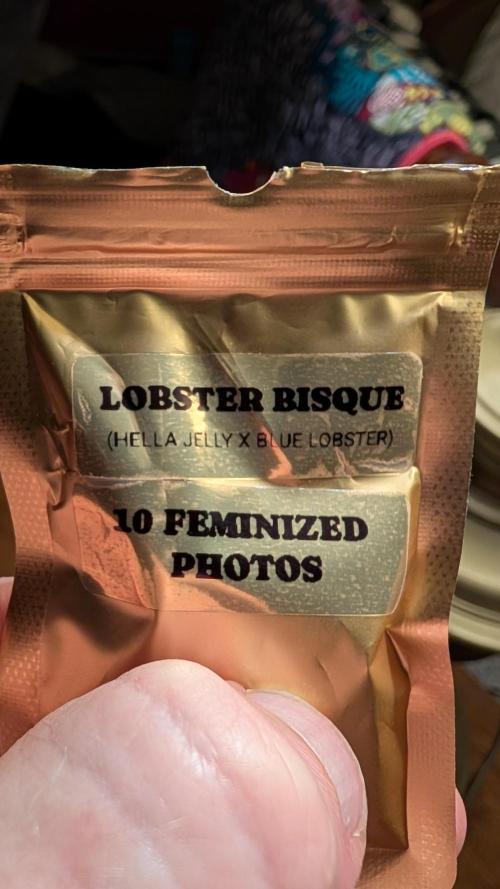 LOBSTER BISQUE
(HELLA JELLY X BLUE LOBSTER)
10 FEMINIZED
PHOTOS